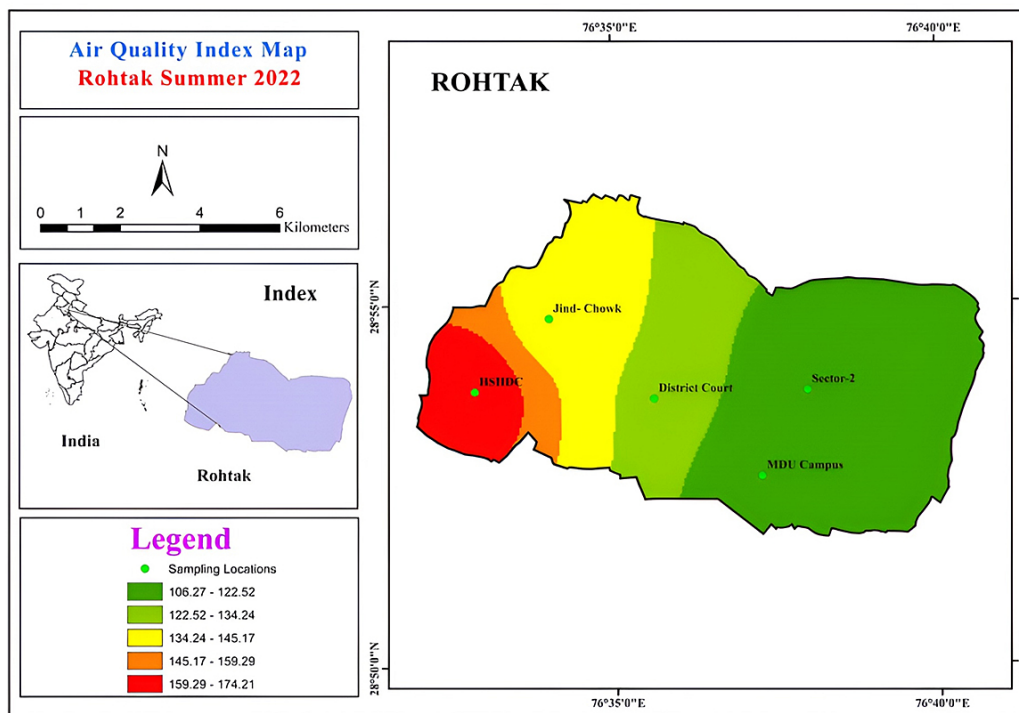 Air Quality Index Map
Rohtak Summer 2022
N
0 1 2 4 6
Kilometers
Index
India
Rohtak
Legend
Sampling Locations
106.27 - 122.52
122.52 - 134.24
134.24 - 145.17
145.17 - 159.29
159.29 - 174.21
76°35'0"E 76°40'0"E
ROHTAK
28°55'0"N
Jind- Chowk
HSIIDC
District Court
Sector-2
MDU Campus
28°50'0"N
76°35'0"E 76°40'0"E